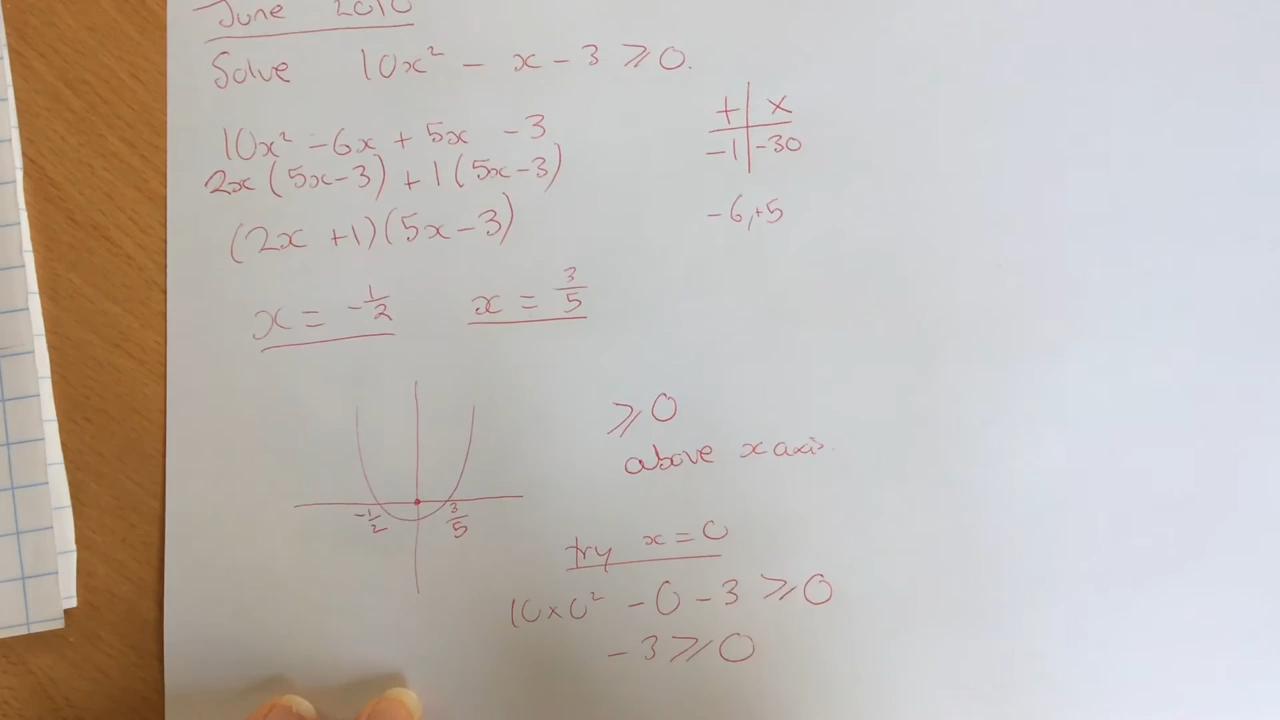 June 2010
Solve 10x² - x - 3 ⩾ 0.
10x² - 6x + 5x - 3
2x(5x-3) + 1(5x-3)
(2x +1)(5x-3)
+ | x
-1 | -30
-6,+5
x = -1/2 x = 3/5
-1/2 3/5
⩾ 0
above x axis.
try x = 0
10x0² - 0 - 3 ⩾ 0
-3 ⩾ 0